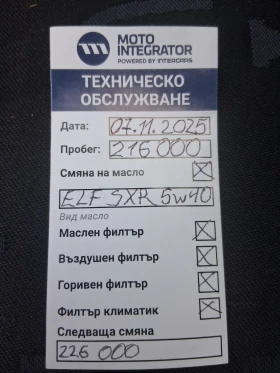 MOTO
INTEGRATOR
POWERED BY INTERCARS
ТЕХНИЧЕСКО
ОБСЛУЖВАНЕ
Дата: 07.11.2025
Пробег: 216000
Смяна на масло
ELF SXR 5w40
Вид масло
Маслен филтър
Въздушен филтър
Горивен филтър
Филтър климатик
Следваща смяна
226 000